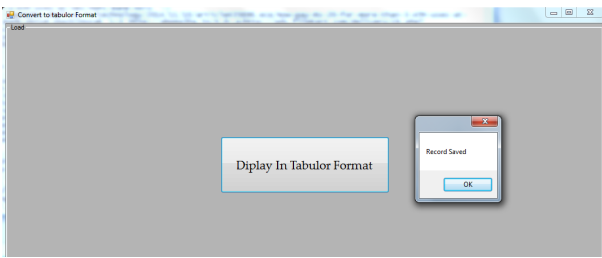 Convert to tabulor Format
Load
Record Saved
Diplay In Tabulor Format
OK